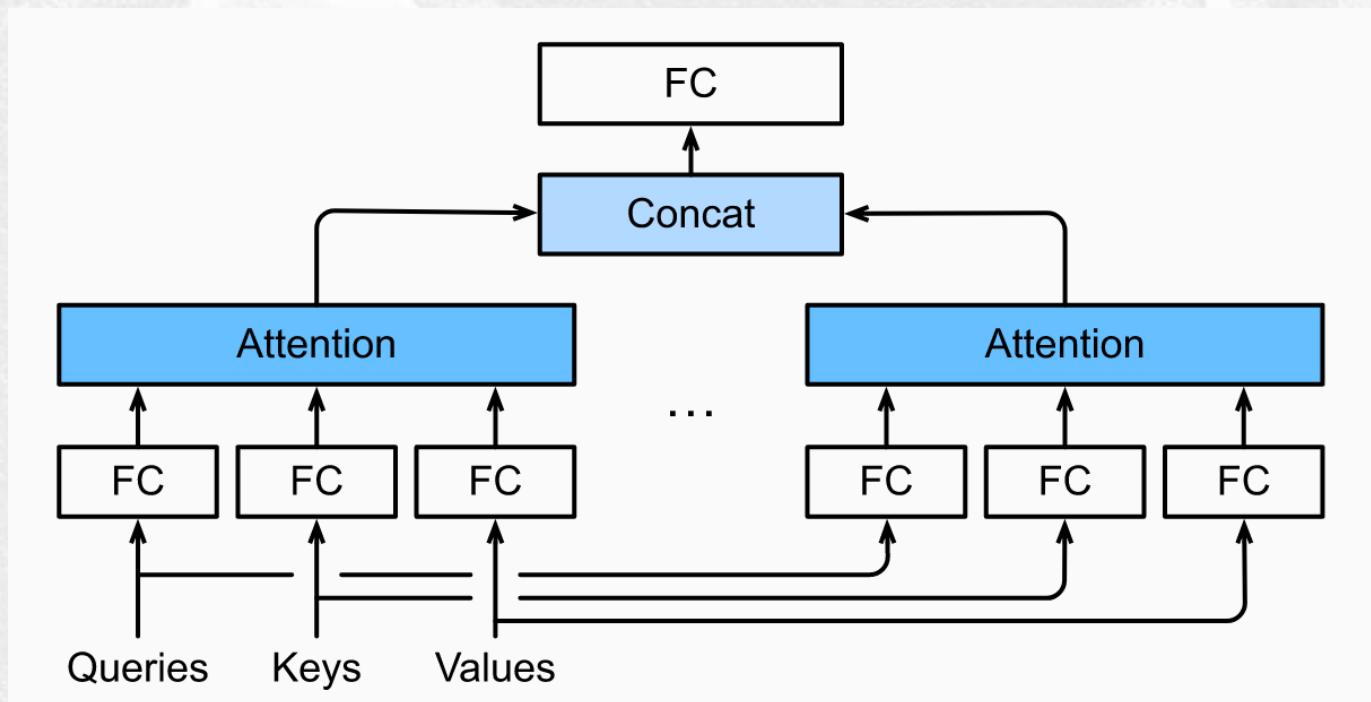 FC
Concat
Attention Attention
...
FC FC FC FC FC FC
Queries Keys Values